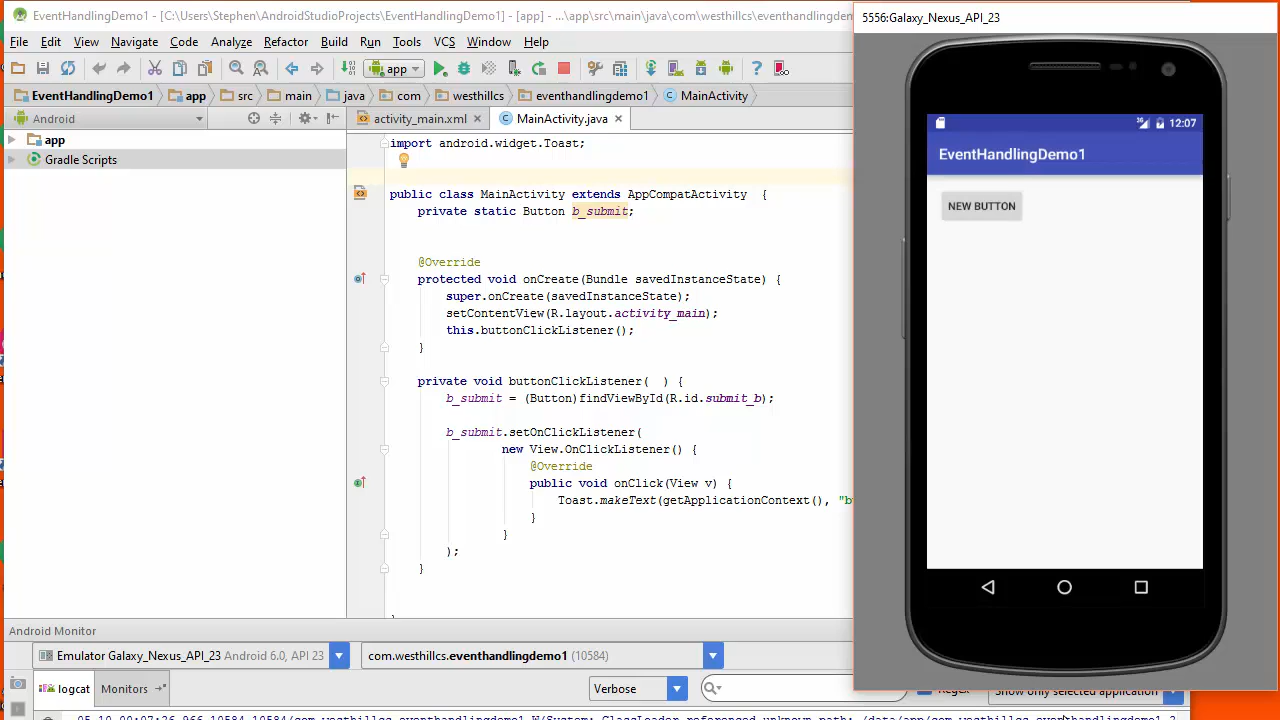 EventHandlingDemo1 - [C:\Users\Stephen\AndroidStudioProjects\EventHandlingDemo1] - [app] - ...\app\src\main\java\com\westhillcs\eventhandlingdem
File Edit View Navigate Code Analyze Refactor Build Run Tools VCS Window Help
app
EventHandlingDemo1 app src main java com westhillcs eventhandlingdemo1 MainActivity
Android
activity_main.xml MainActivity.java
app
Gradle Scripts
import android.widget.Toast;
public class MainActivity extends AppCompatActivity {
private static Button b_submit;
@Override
protected void onCreate(Bundle savedInstanceState) {
super.onCreate(savedInstanceState);
setContentView(R.layout.activity_main);
this.buttonClickListener();
}
private void buttonClickListener( ) {
b_submit = (Button)findViewById(R.id.submit_b);
b_submit.setOnClickListener(
new View.OnClickListener() {
@Override
public void onClick(View v) {
Toast.makeText(getApplicationContext(), "b
}
}
);
}
5556:Galaxy_Nexus_API_23
3G 12:07
EventHandlingDemo1
NEW BUTTON
Android Monitor
Emulator Galaxy_Nexus_API_23 Android 6.0, API 23
com.westhillcs.eventhandlingdemo1 (10584)
logcat Monitors
Verbose
Regex
Show only selected application